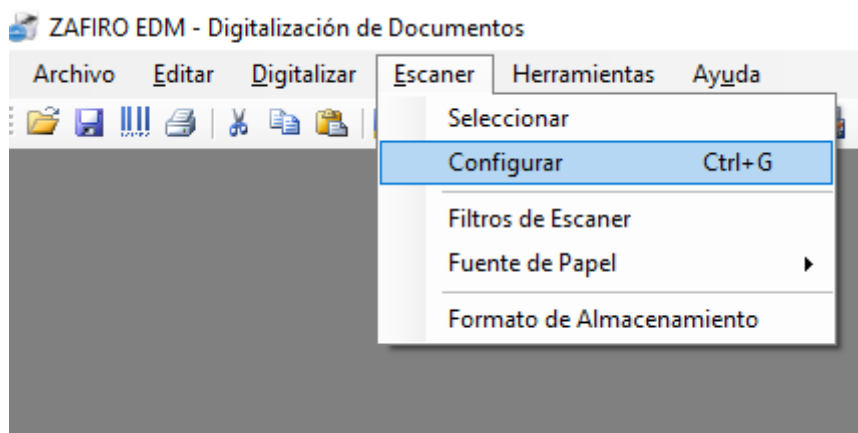 ZAFIRO EDM - Digitalización de Documentos
Archivo Editar Digitalizar Escaner Herramientas Ayuda
Seleccionar
Configurar Ctrl+G
Filtros de Escaner
Fuente de Papel
Formato de Almacenamiento